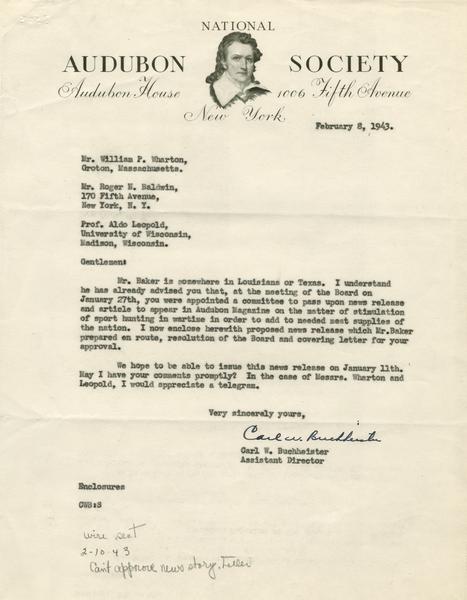 NATIONAL
AUDUBON SOCIETY
Audubon House 1006 Fifth Avenue
New York
February 8, 1943.
Mr. William P. Wharton,
Groton, Massachusetts.
Mr. Roger N. Baldwin,
170 Fifth Avenue,
New York, N. Y.
Prof. Aldo Leopold,
University of Wisconsin,
Madison, Wisconsin.
Gentlemen:
Mr. Baker is somewhere in Louisiana or Texas. I understand
he has already advised you that, at the meeting of the Board on
January 27th, you were appointed a committee to pass upon news release
and article to appear in Audubon Magazine on the matter of stimulation
of sport hunting in wartime in order to add to needed meat supplies of
the nation. I now enclose herewith proposed news release which Mr.Baker
prepared en route, resolution of the Board and covering letter for your
approval.
We hope to be able to issue this news release on January 11th.
May I have your comments promptly? In the case of Messrs. Wharton and
Leopold, I would appreciate a telegram.
Very sincerely yours,
Carl W. Buchheister
Carl W. Buchheister
Assistant Director
Enclosures
CWB:S
wire sent
2-10-43
Can't approve news story.